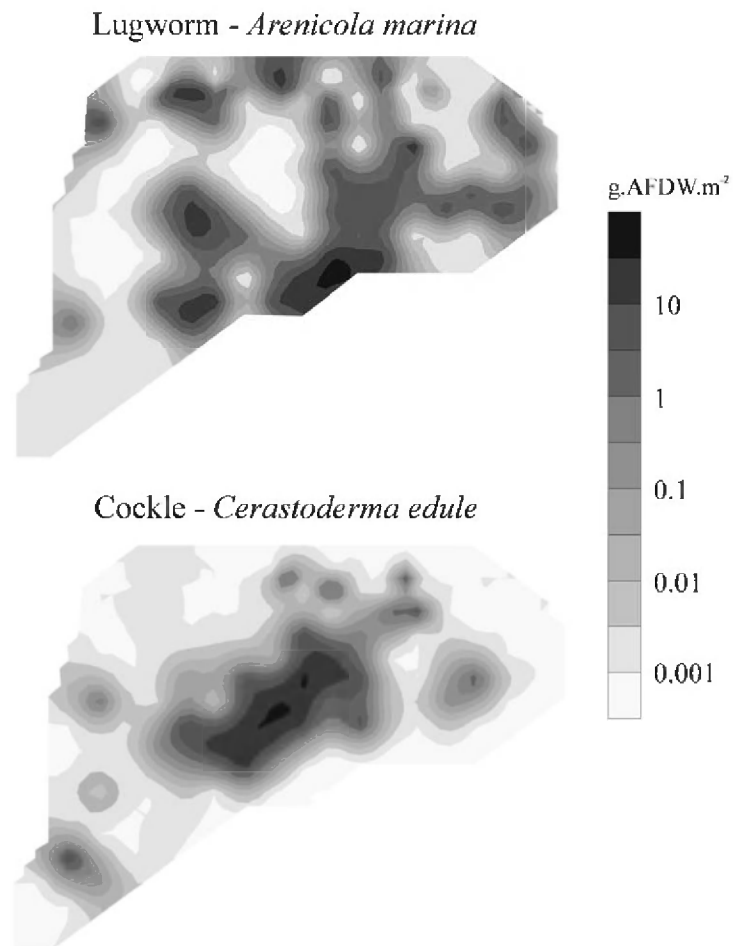 Lugworm - Arenicola marina
g.AFDW.m-2
10
1
0.1
0.01
0.001
Cockle - Cerastoderma edule